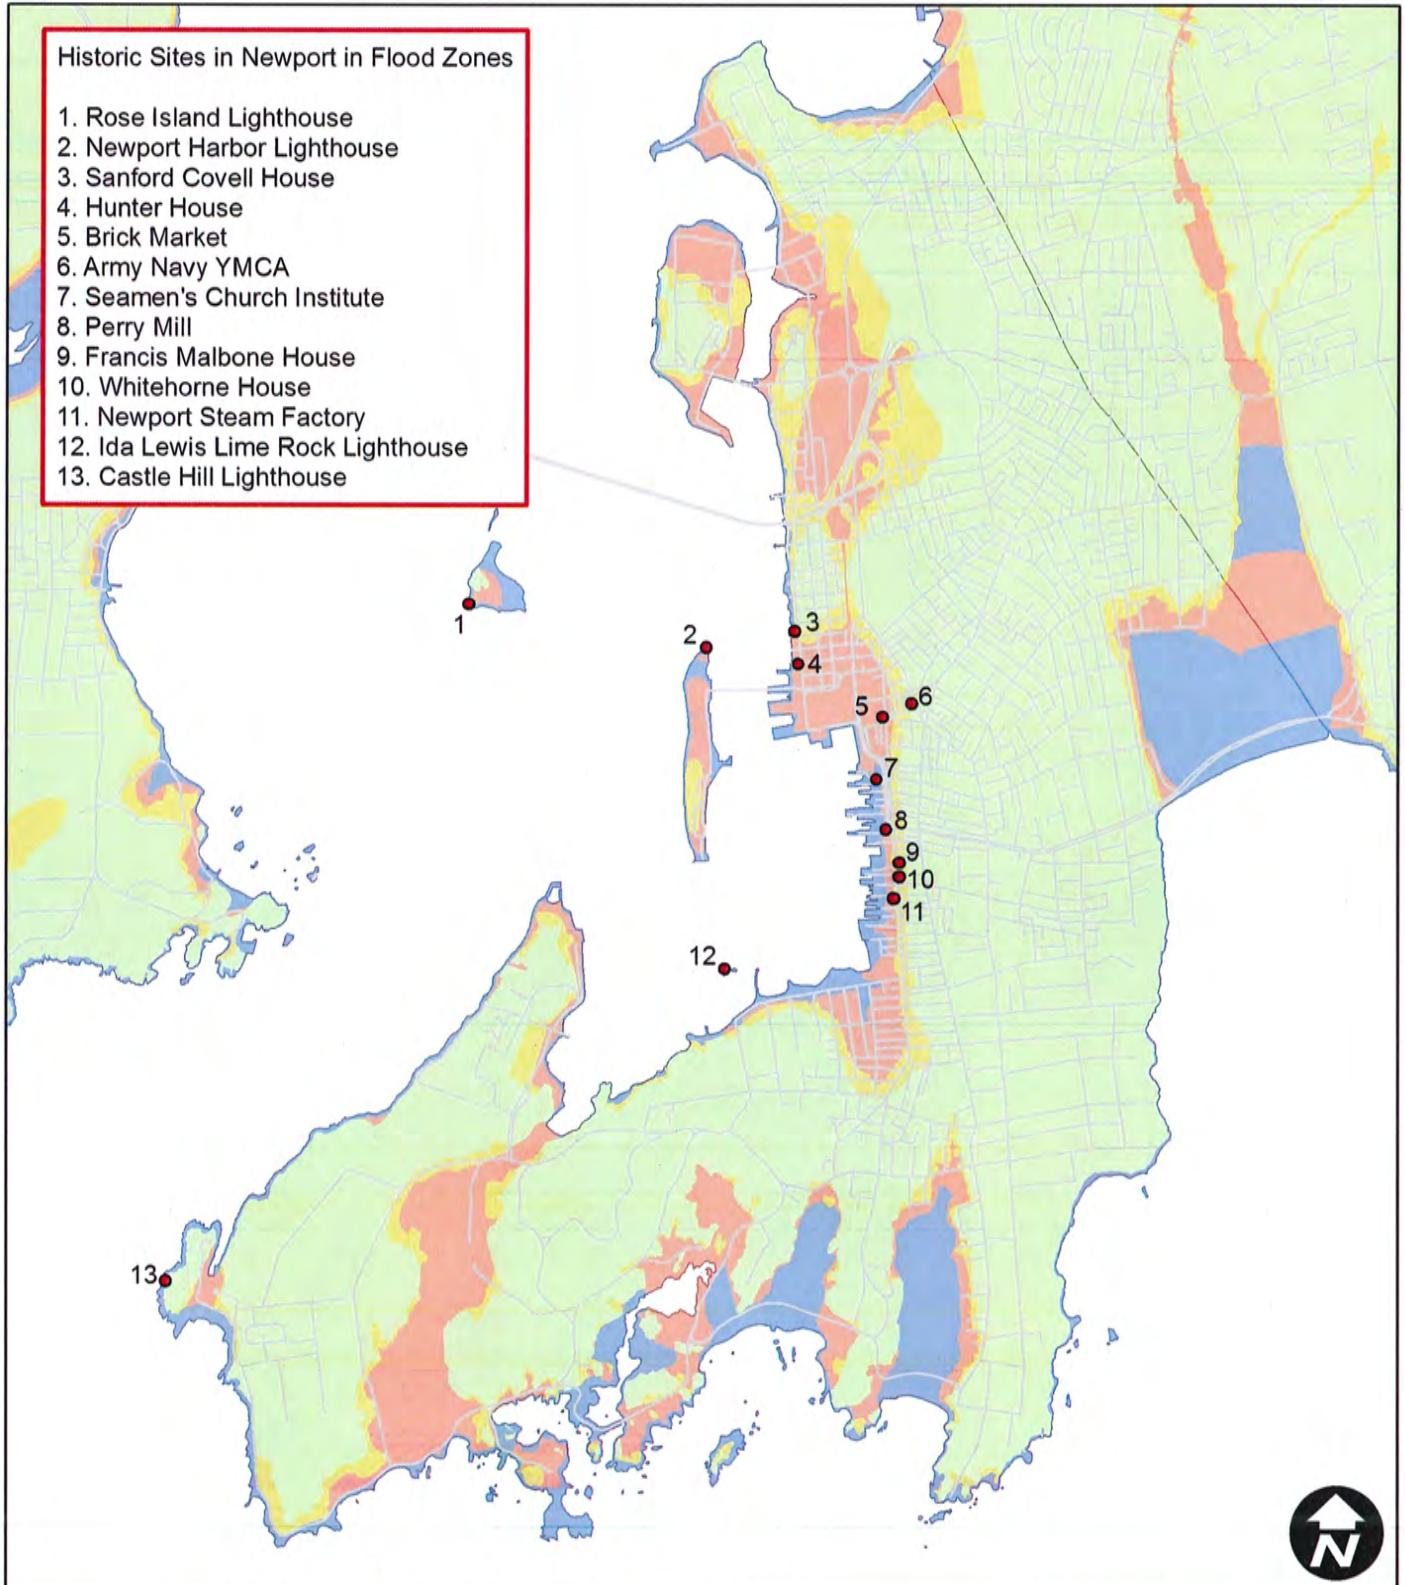 Historic Sites in Newport in Flood Zones
1. Rose Island Lighthouse
2. Newport Harbor Lighthouse
3. Sanford Covell House
4. Hunter House
5. Brick Market
6. Army Navy YMCA
7. Seamen's Church Institute
8. Perry Mill
9. Francis Malbone House
10. Whitehorne House
11. Newport Steam Factory
12. Ida Lewis Lime Rock Lighthouse
13. Castle Hill Lighthouse
1
2
3
4
5
6
7
8
9
10
11
12
13
N